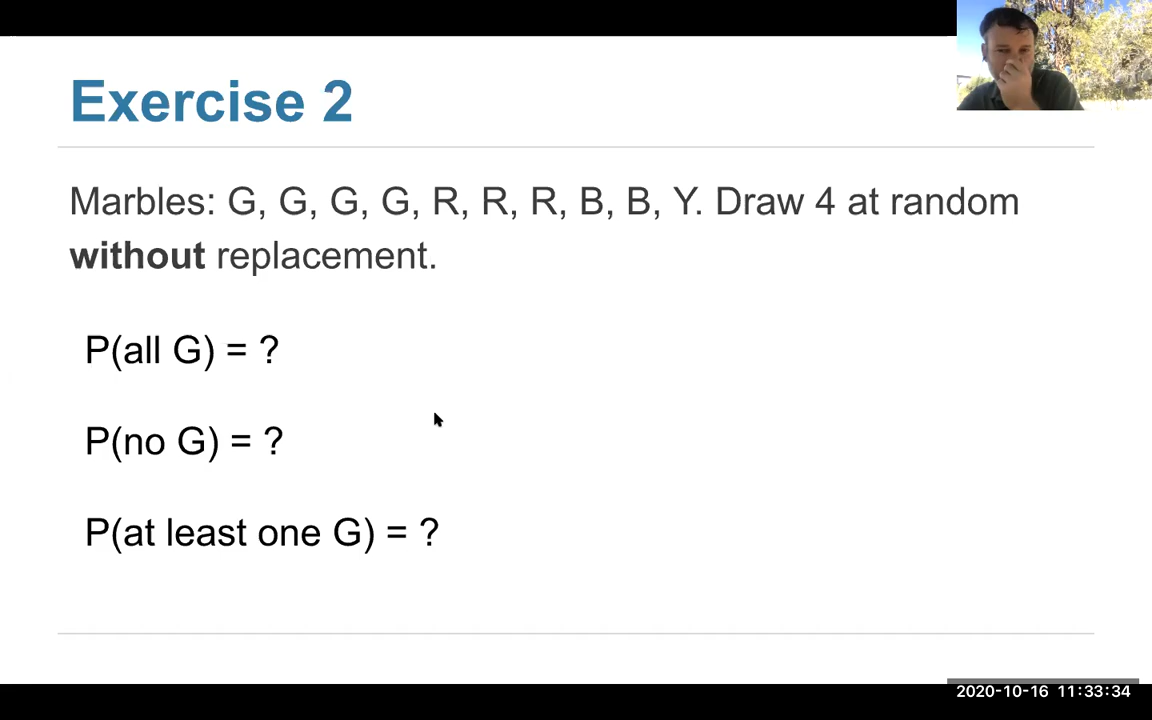 Exercise 2
Marbles: G, G, G, G, R, R, R, B, B, Y. Draw 4 at random
without replacement.
P(all G) = ?
P(no G) = ?
P(at least one G) = ?
2020-10-16 11:33:34